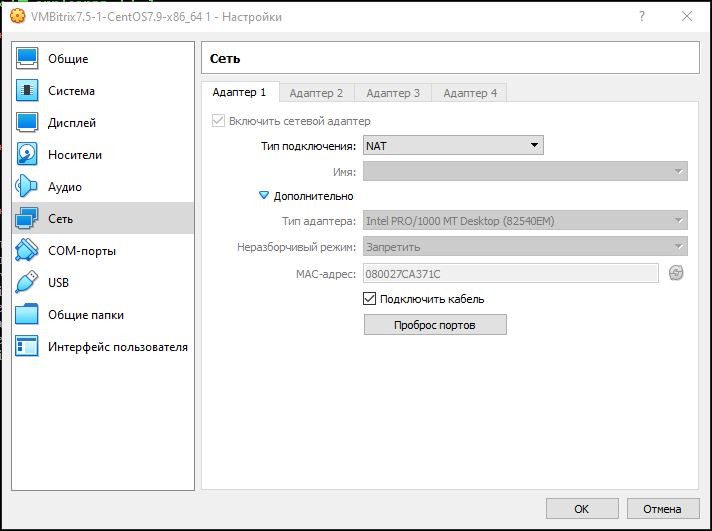 VMBitrix7.5-1-CentOS7.9-x86_64 1 - Настройки
?
Общие
Система
Дисплей
Носители
Аудио
Сеть
COM-порты
USB
Общие папки
Интерфейс пользователя
Сеть
Адаптер 1 Адаптер 2 Адаптер 3 Адаптер 4
Включить сетевой адаптер
Тип подключения: NAT
Имя:
Дополнительно
Тип адаптера: Intel PRO/1000 MT Desktop (82540EM)
Неразборчивый режим: Запретить
MAC-адрес: 080027CA371C
Подключить кабель
Проброс портов
OK Отмена